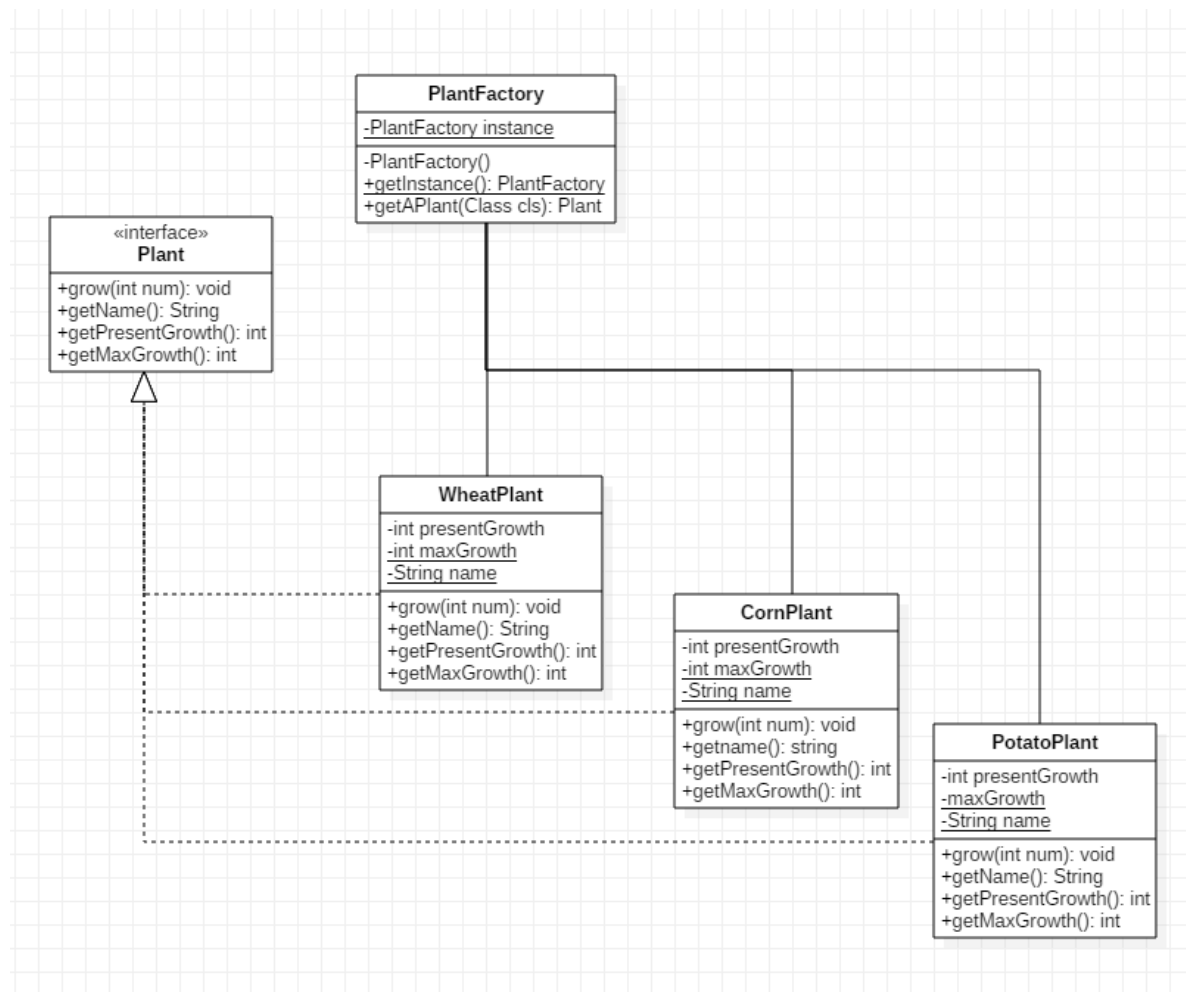 PlantFactory
-PlantFactory instance
-PlantFactory()
+getInstance(): PlantFactory
+getAPlant(Class cls): Plant
«interface»
Plant
+grow(int num): void
+getName(): String
+getPresentGrowth(): int
+getMaxGrowth(): int
WheatPlant
-int presentGrowth
-int maxGrowth
-String name
+grow(int num): void
+getName(): String
+getPresentGrowth(): int
+getMaxGrowth(): int
CornPlant
-int presentGrowth
-int maxGrowth
-String name
+grow(int num): void
+getname(): string
+getPresentGrowth(): int
+getMaxGrowth(): int
PotatoPlant
-int presentGrowth
-maxGrowth
-String name
+grow(int num): void
+getName(): String
+getPresentGrowth(): int
+getMaxGrowth(): int